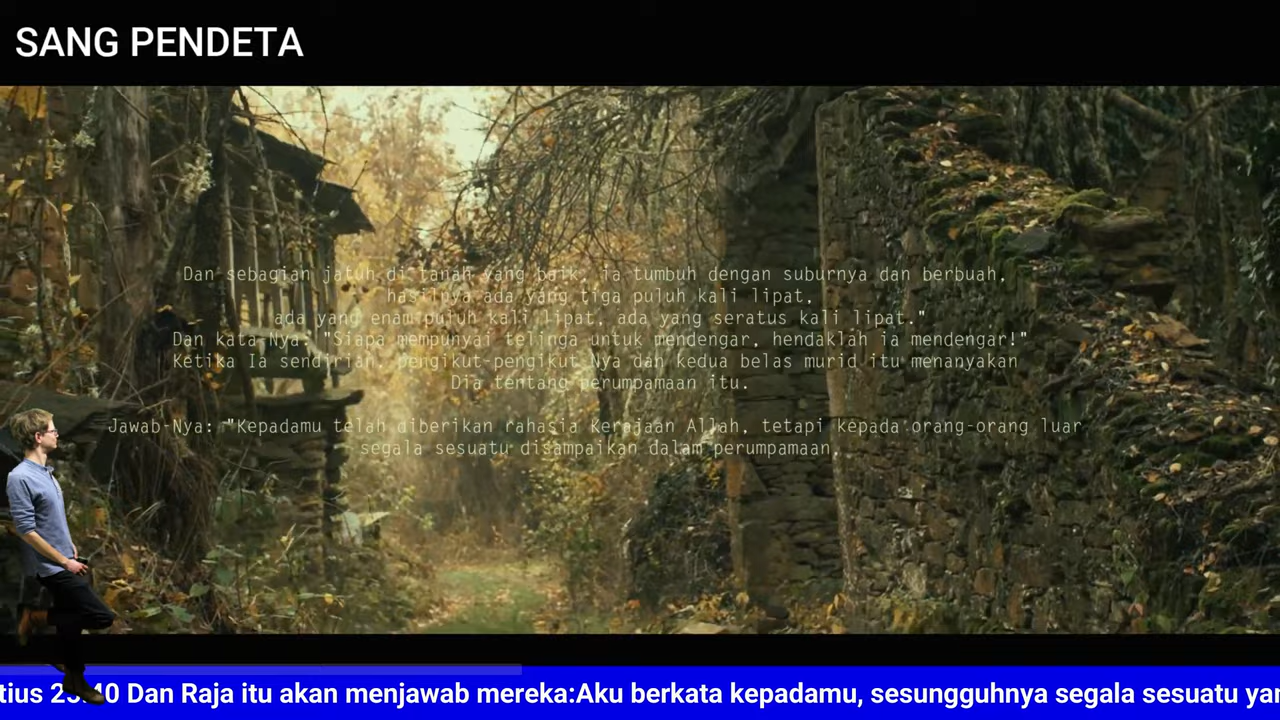 SANG PENDETA
Dan sebagian jatuh di tanah yang baik, ia tumbuh dengan suburnya dan berbuah,
hasilnya ada yang tiga puluh kali lipat,
ada yang enam puluh kali lipat, ada yang seratus kali lipat."
Dan kata-Nya: "Siapa mempunyai telinga untuk mendengar, hendaklah ia mendengar!"
Ketika Ia sendirian, pengikut-pengikut-Nya dan kedua belas murid itu menanyakan
Dia tentang perumpamaan itu.
Jawab-Nya: "Kepadamu telah diberikan rahasia Kerajaan Allah, tetapi kepada orang-orang luar
segala sesuatu disampaikan dalam perumpamaan,
tius 40 Dan Raja itu akan menjawab mereka:Aku berkata kepadamu, sesungguhnya segala sesuatu yan